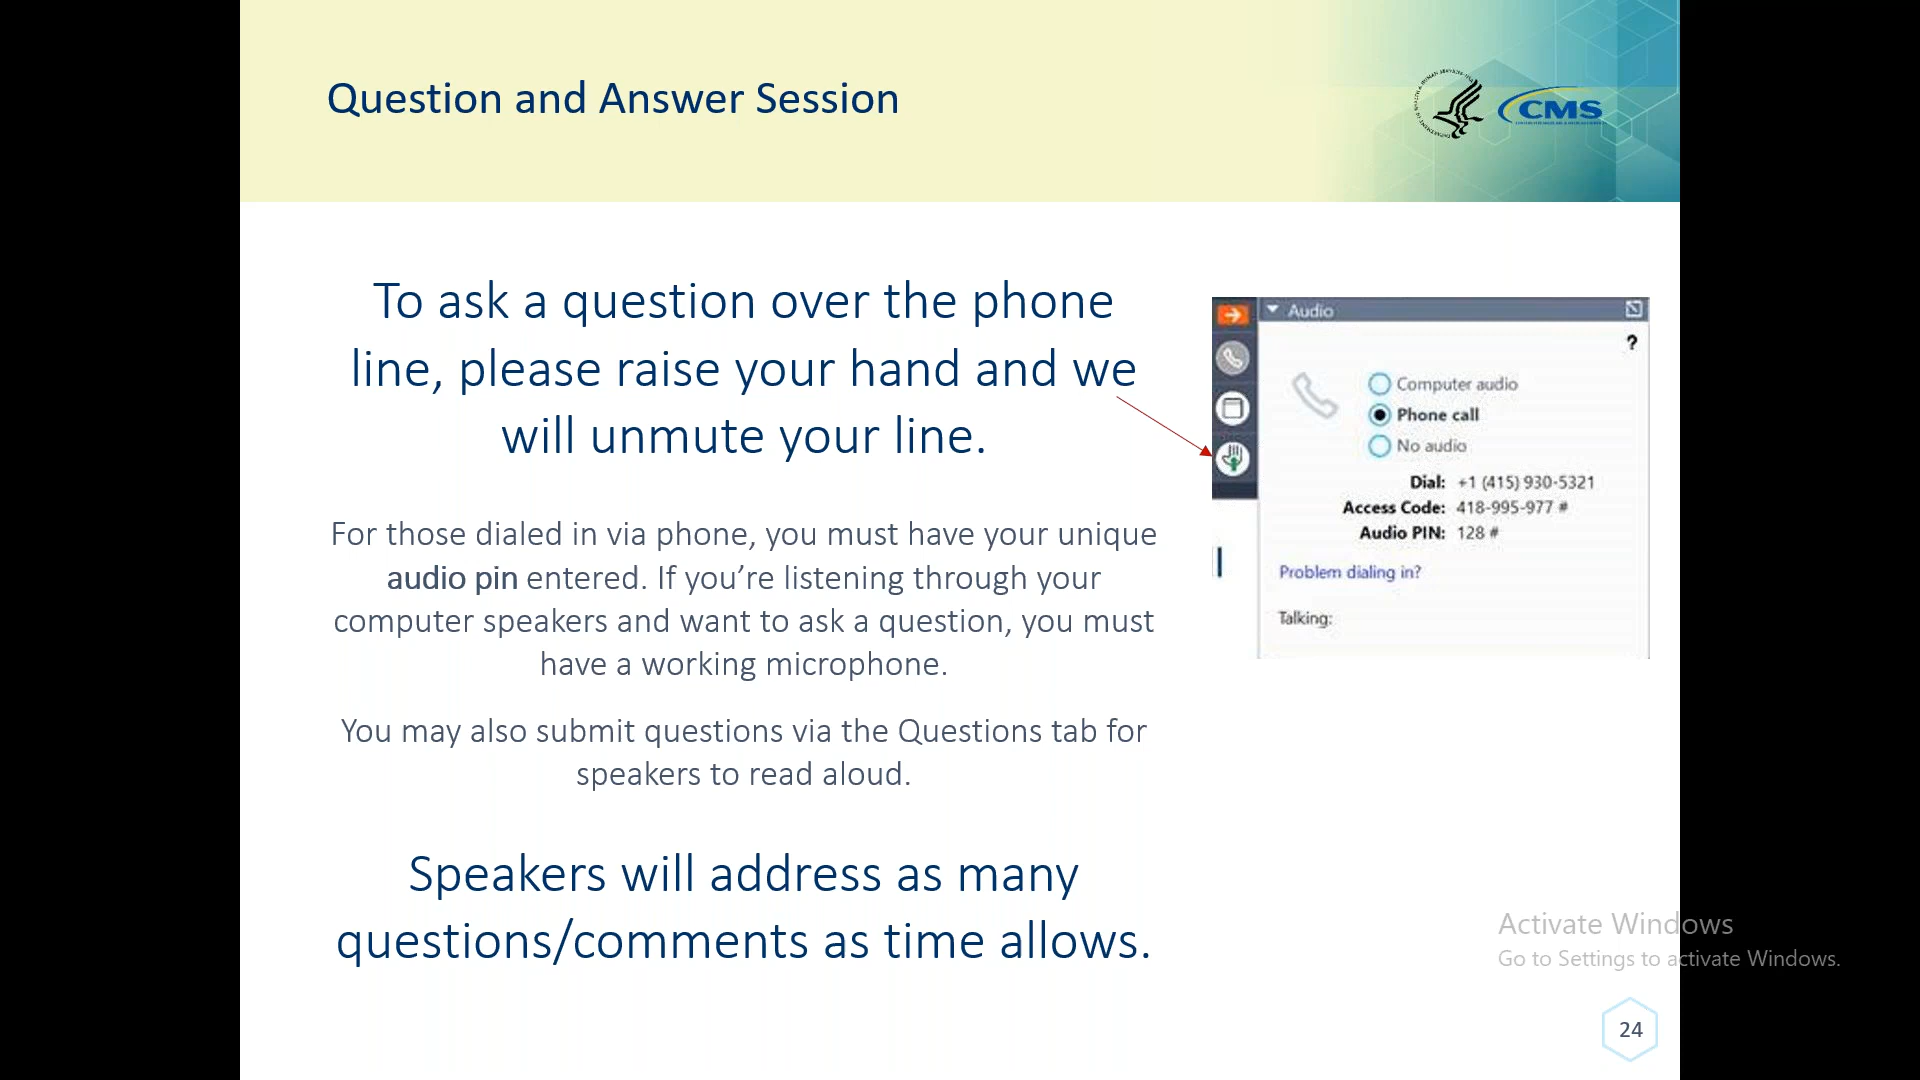 Question and Answer Session
CMS
To ask a question over the phone
line, please raise your hand and we
will unmute your line.
For those dialed in via phone, you must have your unique
audio pin entered. If you’re listening through your
computer speakers and want to ask a question, you must
have a working microphone.
You may also submit questions via the Questions tab for
speakers to read aloud.
Speakers will address as many
questions/comments as time allows.
Audio
?
Computer audio
Phone call
No audio
Dial: +1 (415) 930-5321
Access Code: 418-995-977 #
Audio PIN: 128 #
Problem dialing in?
Talking:
Activate Windows
Go to Settings to activate Windows.
24